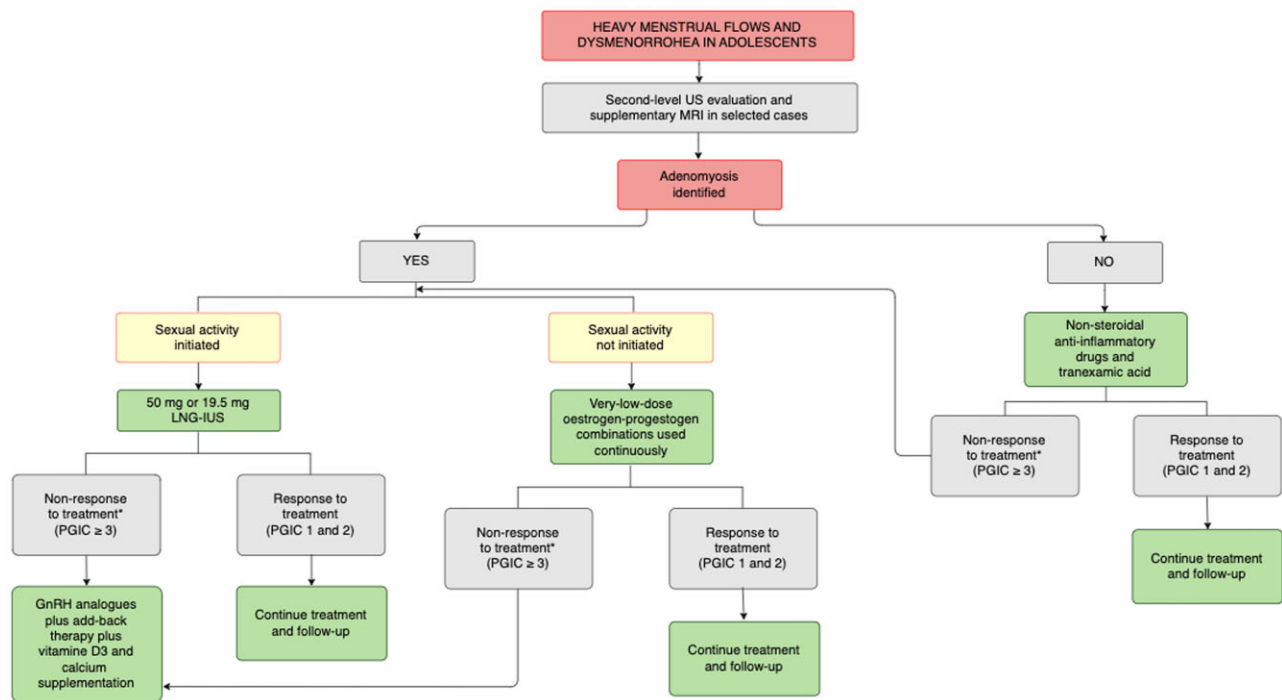 HEAVY MENSTRUAL FLOWS AND
DYSMENORROHEA IN ADOLESCENTS
Second-level US evaluation and
supplementary MRI in selected cases
Adenomyosis
identified
YES
NO
Sexual activity
initiated
Sexual activity
not initiated
Non-steroidal
anti-inflammatory
drugs and
tranexamic acid
50 mg or 19.5 mg
LNG-IUS
Very-low-dose
oestrogen-progestogen
combinations used
continuously
Non-response
to treatment*
(PGIC ≥ 3)
Response to
treatment
(PGIC 1 and 2)
Non-response
to treatment*
(PGIC ≥ 3)
Response to
treatment
(PGIC 1 and 2)
Non-response
to treatment*
(PGIC ≥ 3)
Response to
treatment
(PGIC 1 and 2)
GnRH analogues
plus add-back
therapy plus
vitamine D3 and
calcium
supplementation
Continue treatment
and follow-up
Continue treatment
and follow-up
Continue treatment
and follow-up